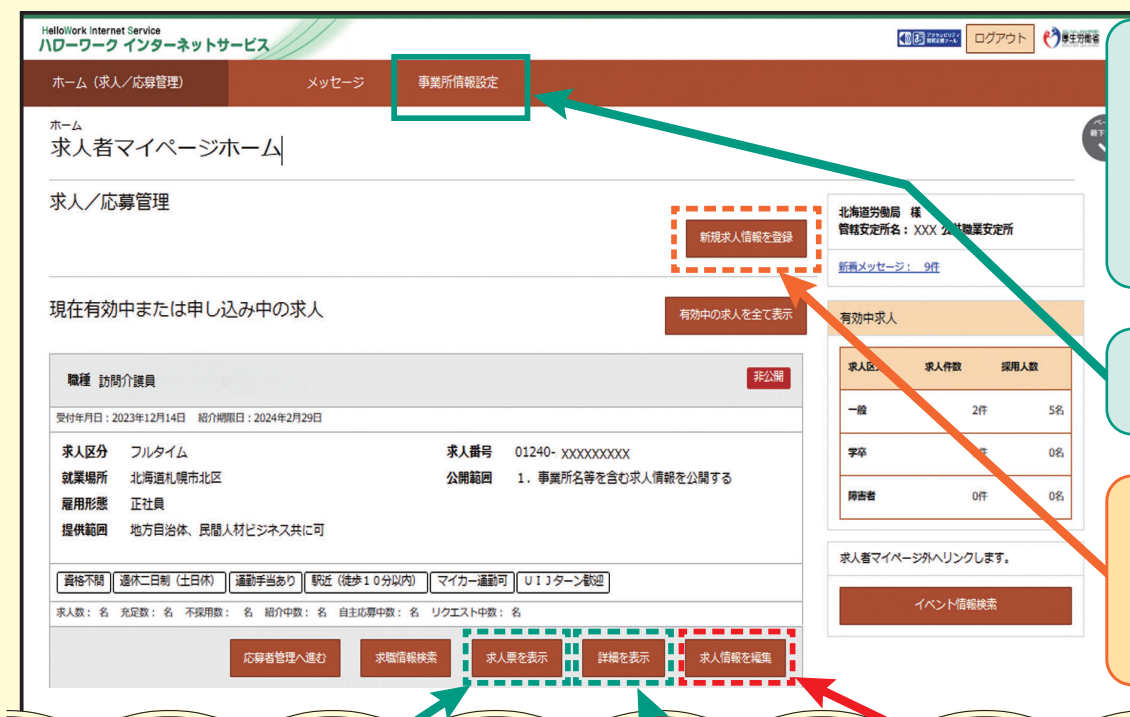 HelloWork Internet Service
ハローワーク インターネットサービス
ログアウト
厚生労働省
ホーム（求人／応募管理）
メッセージ
事業所情報設定
ホーム
求人者マイページホーム
求人／応募管理
新規求人情報を登録
北海道労働局 様
管轄安定所名： XXX 公共職業安定所
新着メッセージ： 9件
現在有効中または申し込み中の求人
有効中の求人を全て表示
有効中求人
求人区 求人件数 採用人数
一般 2件 5名
学卒 件 0名
障害者 0件 0名
職種 訪問介護員
非公開
受付年月日：2023年12月14日 紹介期限日：2024年2月29日
求人区分 フルタイム
求人番号 01240- XXXXXXXXX
就業場所 北海道札幌市北区
公開範囲 1．事業所名等を含む求人情報を公開する
雇用形態 正社員
提供範囲 地方自治体、民間人材ビジネス共に可
資格不問 週休二日制（土日休） 通勤手当あり 駅近（徒歩１０分以内） マイカー通勤可 ＵＩＪターン歓迎
求人数： 名 充足数： 名 不採用数： 名 紹介中数： 名 自主応募中数： 名 リクエスト中数： 名
求人者マイページ外へリンクします。
イベント情報検索
応募者管理へ進む
求職情報検索
求人票を表示
詳細を表示
求人情報を編集